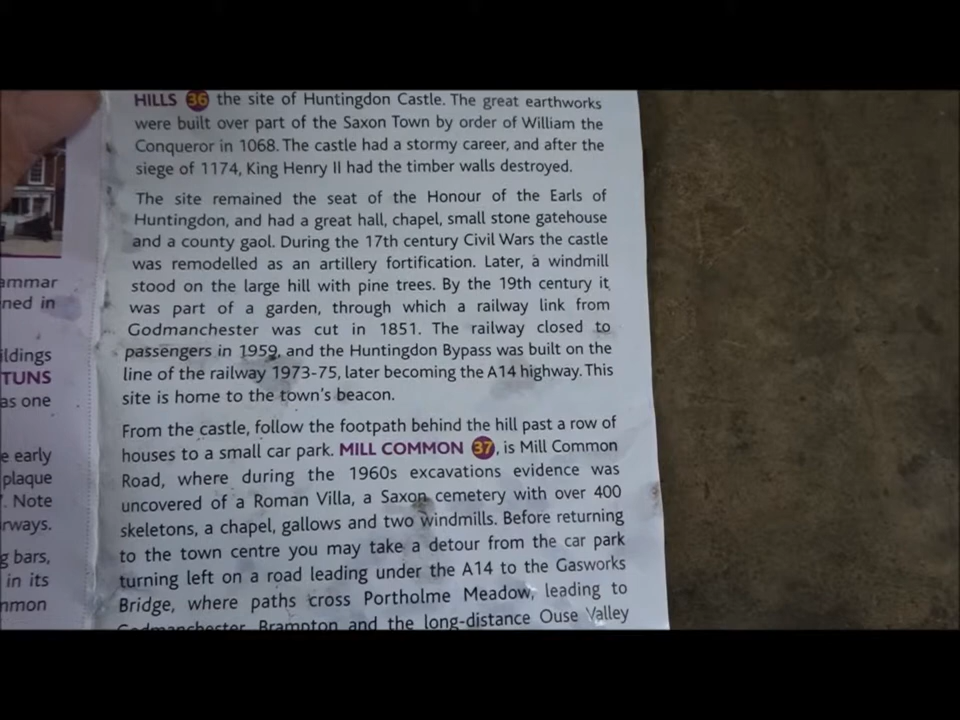 ammar
ned in
ildings
TUNS
as one
e early
plaque
. Note
rways.
g bars,
in its
mmon
HILLS 36 the site of Huntingdon Castle. The great earthworks
were built over part of the Saxon Town by order of William the
Conqueror in 1068. The castle had a stormy career, and after the
siege of 1174, King Henry II had the timber walls destroyed.
The site remained the seat of the Honour of the Earls of
Huntingdon, and had a great hall, chapel, small stone gatehouse
and a county gaol. During the 17th century Civil Wars the castle
was remodelled as an artillery fortification. Later, a windmill
stood on the large hill with pine trees. By the 19th century it
was part of a garden, through which a railway link from
Godmanchester was cut in 1851. The railway closed to
passengers in 1959, and the Huntingdon Bypass was built on the
line of the railway 1973-75, later becoming the A14 highway. This
site is home to the town's beacon.
From the castle, follow the footpath behind the hill past a row of
houses to a small car park. MILL COMMON 37, is Mill Common
Road, where during the 1960s excavations evidence was
uncovered of a Roman Villa, a Saxon cemetery with over 400
skeletons, a chapel, gallows and two windmills. Before returning
to the town centre you may take a detour from the car park
turning left on a road leading under the A14 to the Gasworks
Bridge, where paths cross Portholme Meadow, leading to
Godmanchester, Brampton and the long-distance Ouse Valley